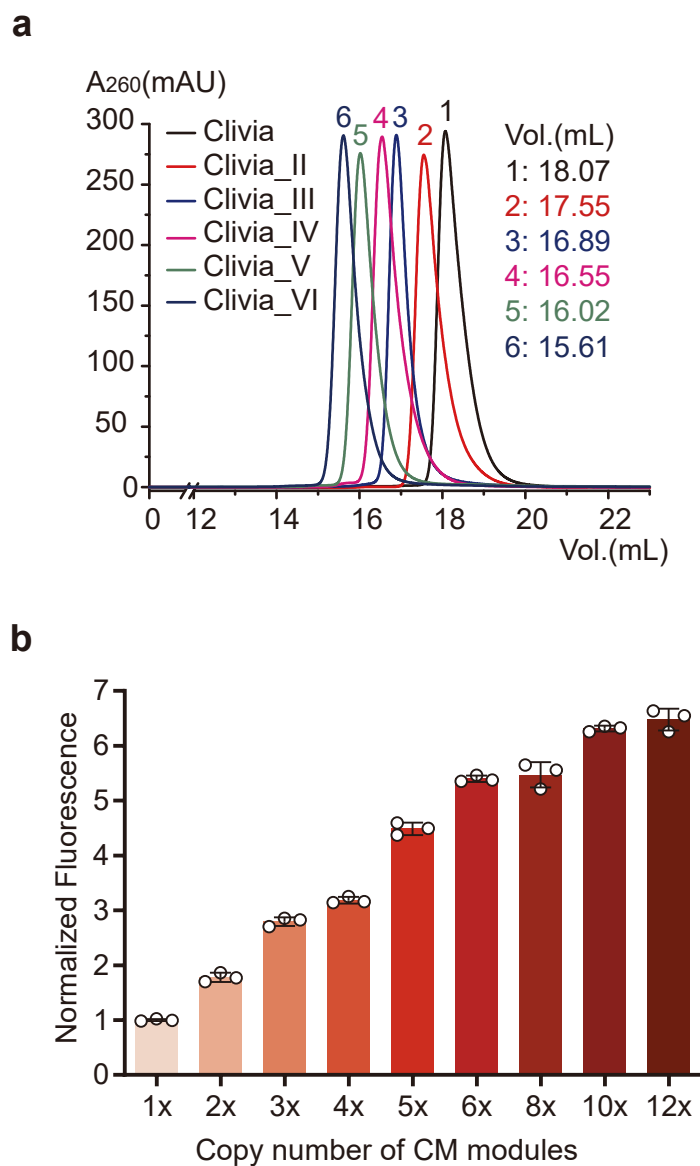 a
A260(mAU)
300
250
200
150
100
50
0
Clivia
Clivia_II
Clivia_III
Clivia_IV
Clivia_V
Clivia_VI
6 5 4 3 2 1
Vol.(mL)
1: 18.07
2: 17.55
3: 16.89
4: 16.55
5: 16.02
6: 15.61
0 12 14 16 18 20 22
Vol.(mL)
b
Normalized Fluorescence
7
6
5
4
3
2
1
0
1x 2x 3x 4x 5x 6x 8x 10x 12x
Copy number of CM modules